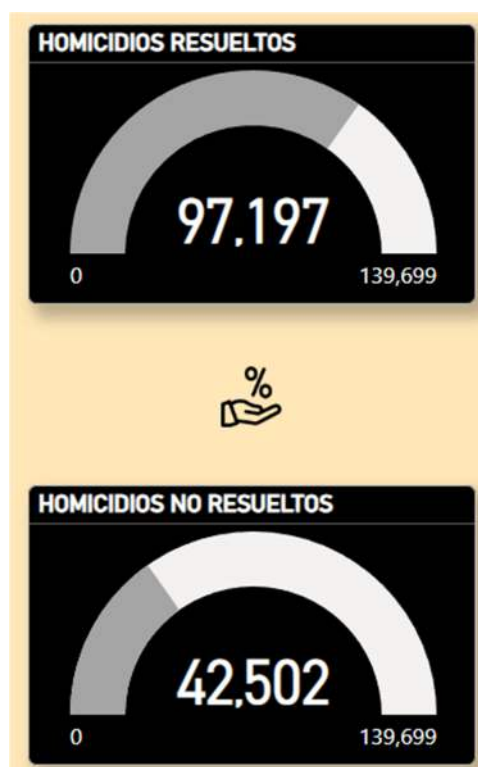 HOMICIDIOS RESUELTOS
97,197
0 139,699
%
HOMICIDIOS NO RESUELTOS
42,502
0 139,699